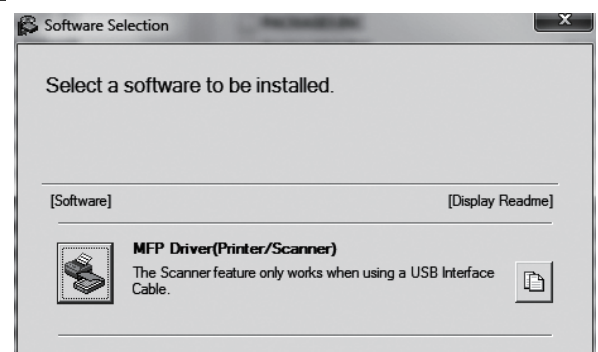 Software Selection
Select a software to be installed.
[Software] [Display Readme]
MFP Driver(Printer/Scanner)
The Scanner feature only works when using a USB Interface
Cable.